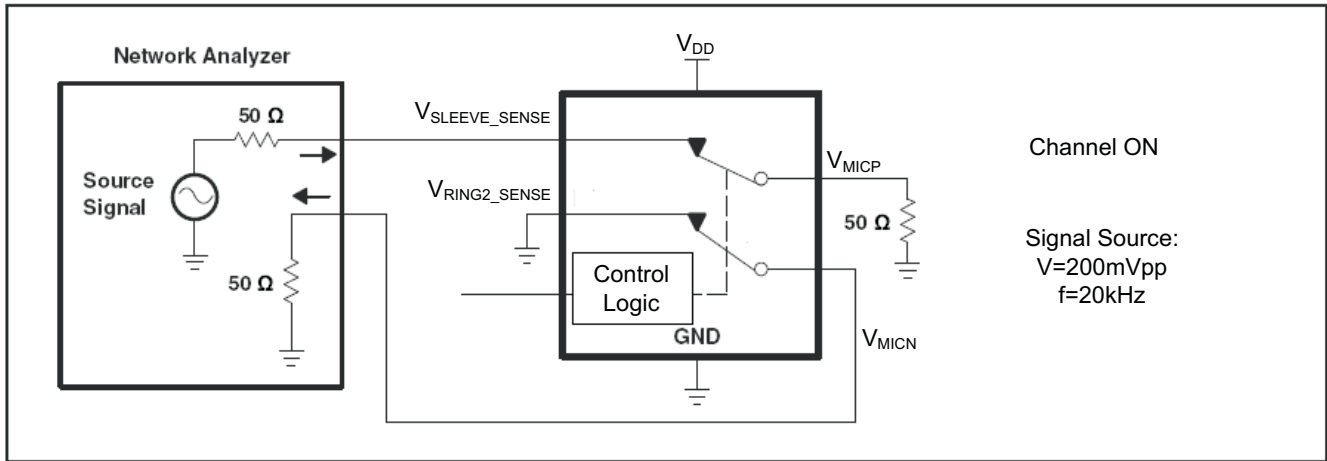 Network Analyzer
50 Ω
Source
Signal
50 Ω
VSLEEVE_SENSE
VRING2_SENSE
VDD
Control
Logic
GND
VMICP
50 Ω
VMICN
Channel ON
Signal Source:
V=200mVpp
f=20kHz